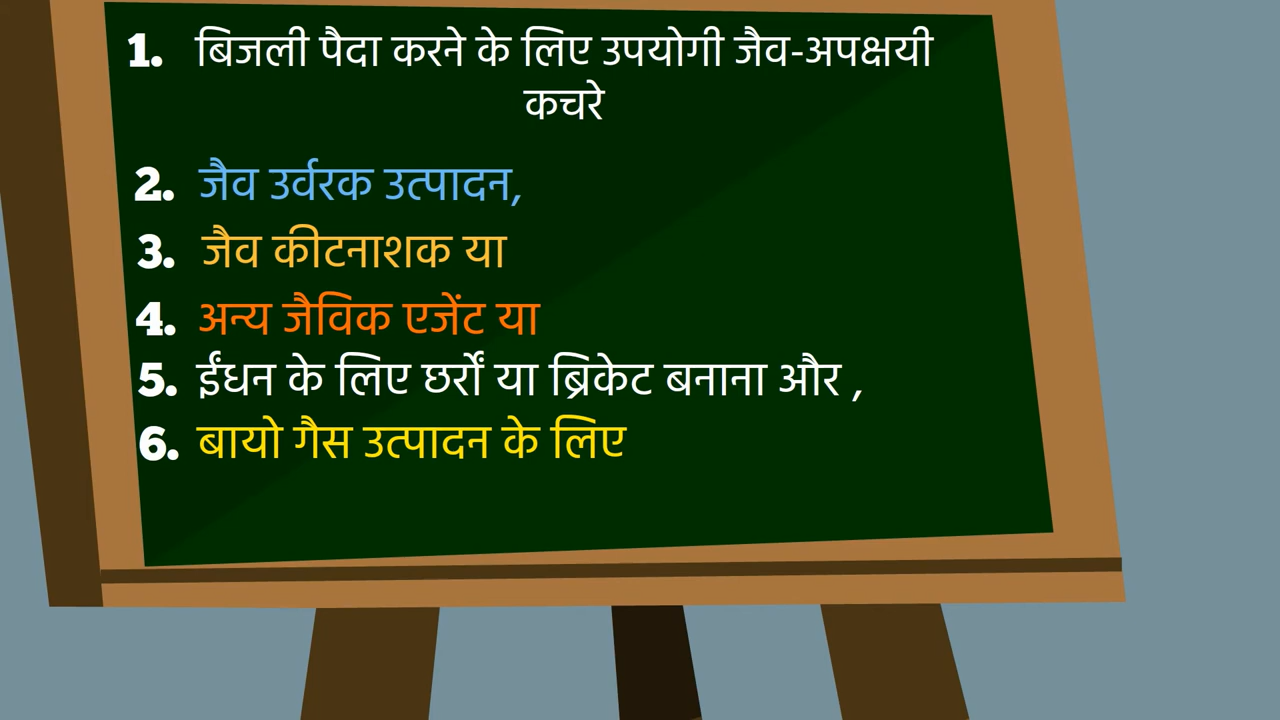 1. बिजली पैदा करने के लिए उपयोगी जैव-अपक्षयी
कचरे
2. जैव उर्वरक उत्पादन,
3. जैव कीटनाशक या
4. अन्य जैविक एजेंट या
5. ईंधन के लिए छर्रों या ब्रिकेट बनाना और ,
6. बायो गैस उत्पादन के लिए